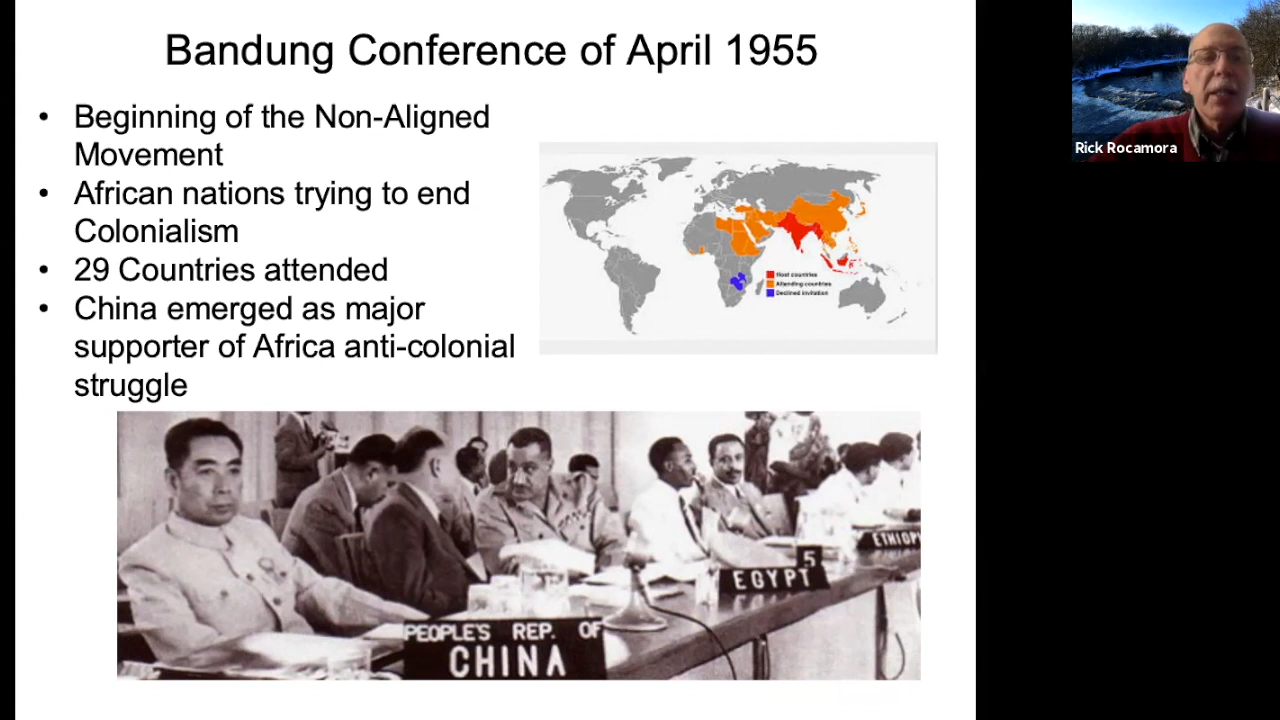 Bandung Conference of April 1955
• Beginning of the Non-Aligned
Movement
• African nations trying to end
Colonialism
• 29 Countries attended
• China emerged as major
supporter of Africa anti-colonial
struggle
Host countries
Attending countries
Declined invitation
5
EGYPT
ETHIOPI
PEOPLE'S REP. OF
CHINA
Rick Rocamora